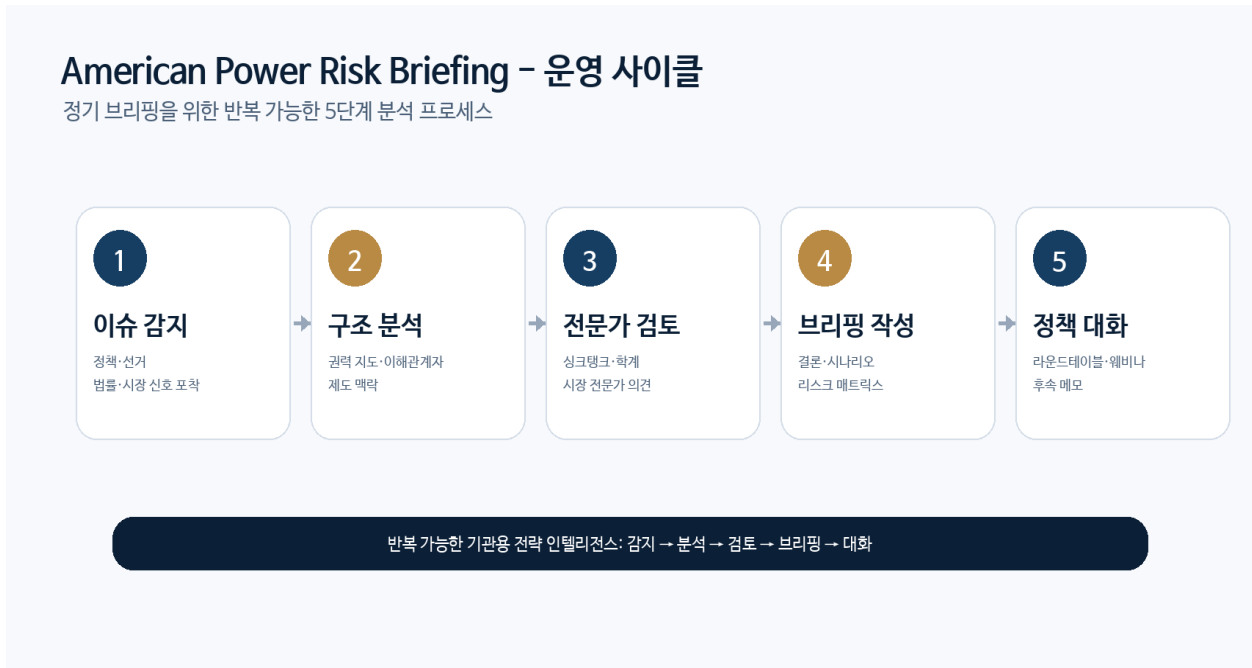 American Power Risk Briefing – 운영 사이클
정기 브리핑을 위한 반복 가능한 5단계 분석 프로세스
1
이슈 감지
정책·선거
법률·시장 신호 포착
2
구조 분석
권력 지도·이해관계자
제도 맥락
3
전문가 검토
싱크탱크·학계
시장 전문가 의견
4
브리핑 작성
결론·시나리오
리스크 매트릭스
5
정책 대화
라운드테이블·웨비나
후속 메모
반복 가능한 기관용 전략 인텔리전스: 감지 → 분석 → 검토 → 브리핑 → 대화